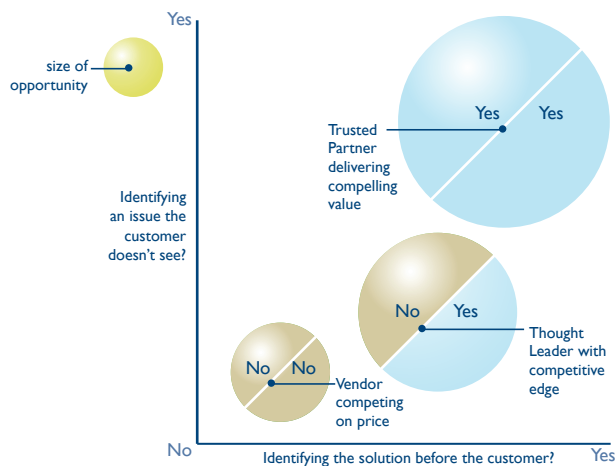 Yes
size of
opportunity
Yes Yes
Trusted
Partner
delivering
compelling
value
Identifying
an issue the
customer
doesn't see?
No Yes
Thought
Leader with
competitive
edge
No No
Vendor
competing
on price
No
Identifying the solution before the customer?
Yes